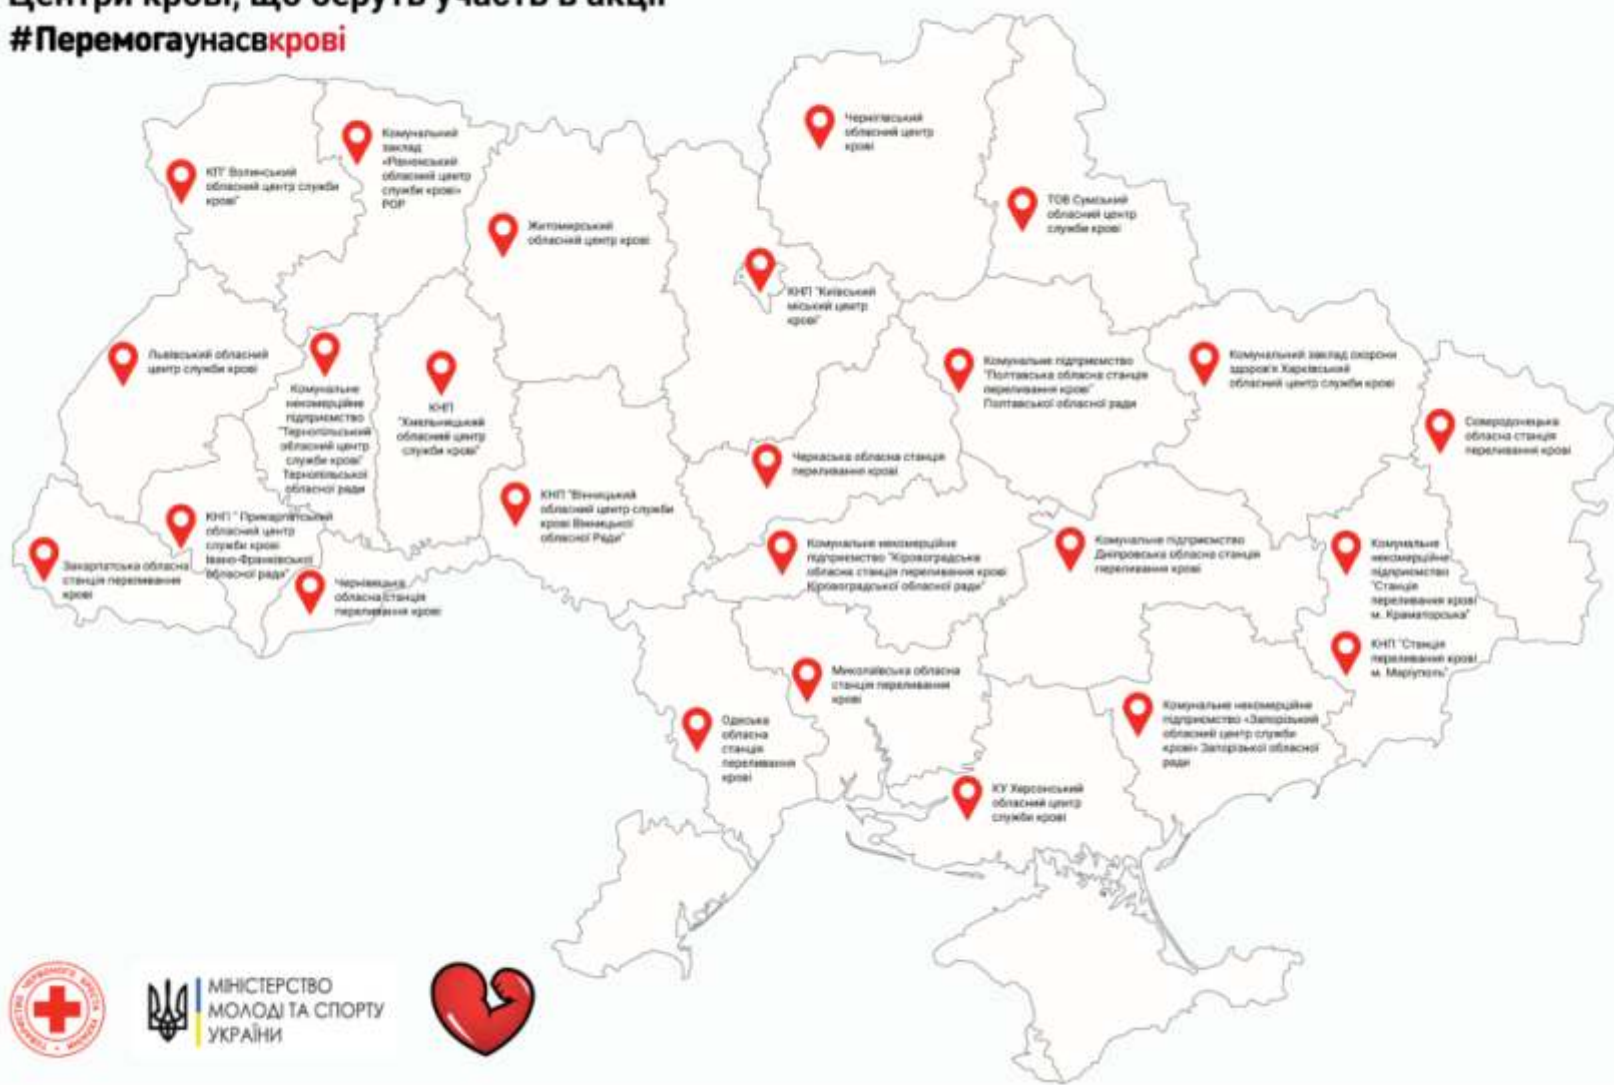 Центри крові, що беруть участь в акції
#Перемогаунасвкрові
Чернігівський
обласний центр
крові
Комунальний
заклад
«Рівненський
обласний центр
служби крові»
РОР
КП" Волинський
обласний центр служби
крові"
ТОВ Сумський
обласний центр
служби крові
Житомирський
обласний центр крові
КНП "Київський
міський центр
крові"
Львівський обласний
центр служби крові
Комунальне
некомерційне
підприємство
"Тернопільський
обласний центр
служби крові"
Тернопільської
обласної ради
КНП
"Хмельницький
обласний центр
служби крові"
Комунальне підприємство
"Полтавська обласна станція
переливання крові"
Полтавської обласної ради
Комунальний заклад охорони
здоров'я Харківський
обласний центр служби крові
Сєвєродонецька
обласна станція
переливання крові
Черкаська обласна станція
переливання крові
КНП "Вінницький
обласний центр служби
крові Вінницької
обласної Ради"
КНП " Прикарпатський
обласний центр
служби крові
Івано-Франківської
обласної ради"
Закарпатська обласна
станція переливання
крові
Чернівецька
обласна станція
переливання крові
Комунальне некомерційне
підприємство "Кіровоградська
обласна станція переливання крові
Кіровоградської обласної ради"
Комунальне підприємство
Дніпровська обласна станція
переливання крові
Комунальне
некомерційне
підприємство
"Станція
переливання крові
м. Краматорська"
КНП "Станція
переливання крові
м. Маріуполь"
Миколаївська обласна
станція переливання
крові
Одеська
обласна
станція
переливання
крові
Комунальне некомерційне
підприємство «Запорізький
обласний центр служби
крові» Запорізької обласної
ради
КУ Херсонський
обласний центр
служби крові
ТОВАРИСТВО ЧЕРВОНОГО ХРЕСТА УКРАЇНИ
МІНІСТЕРСТВО
МОЛОДІ ТА СПОРТУ
УКРАЇНИ